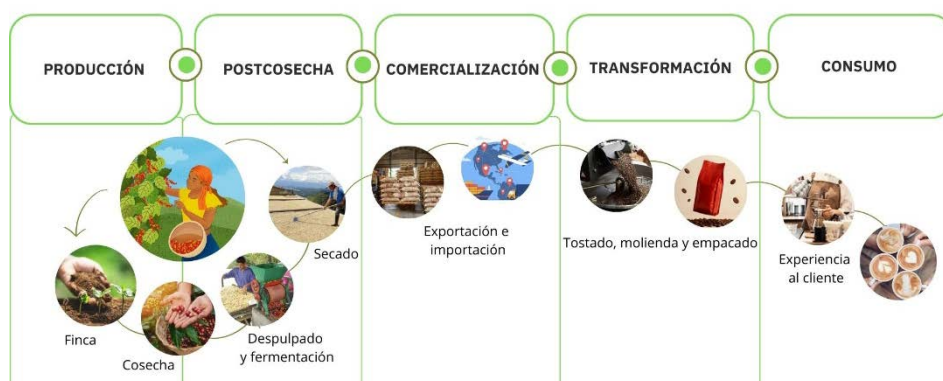 PRODUCCIÓN
POSTCOSECHA
COMERCIALIZACIÓN
TRANSFORMACIÓN
CONSUMO
Finca
Cosecha
Despulpado
y fermentación
Secado
Exportación e
importación
Tostado, molienda y empacado
Experiencia
al cliente